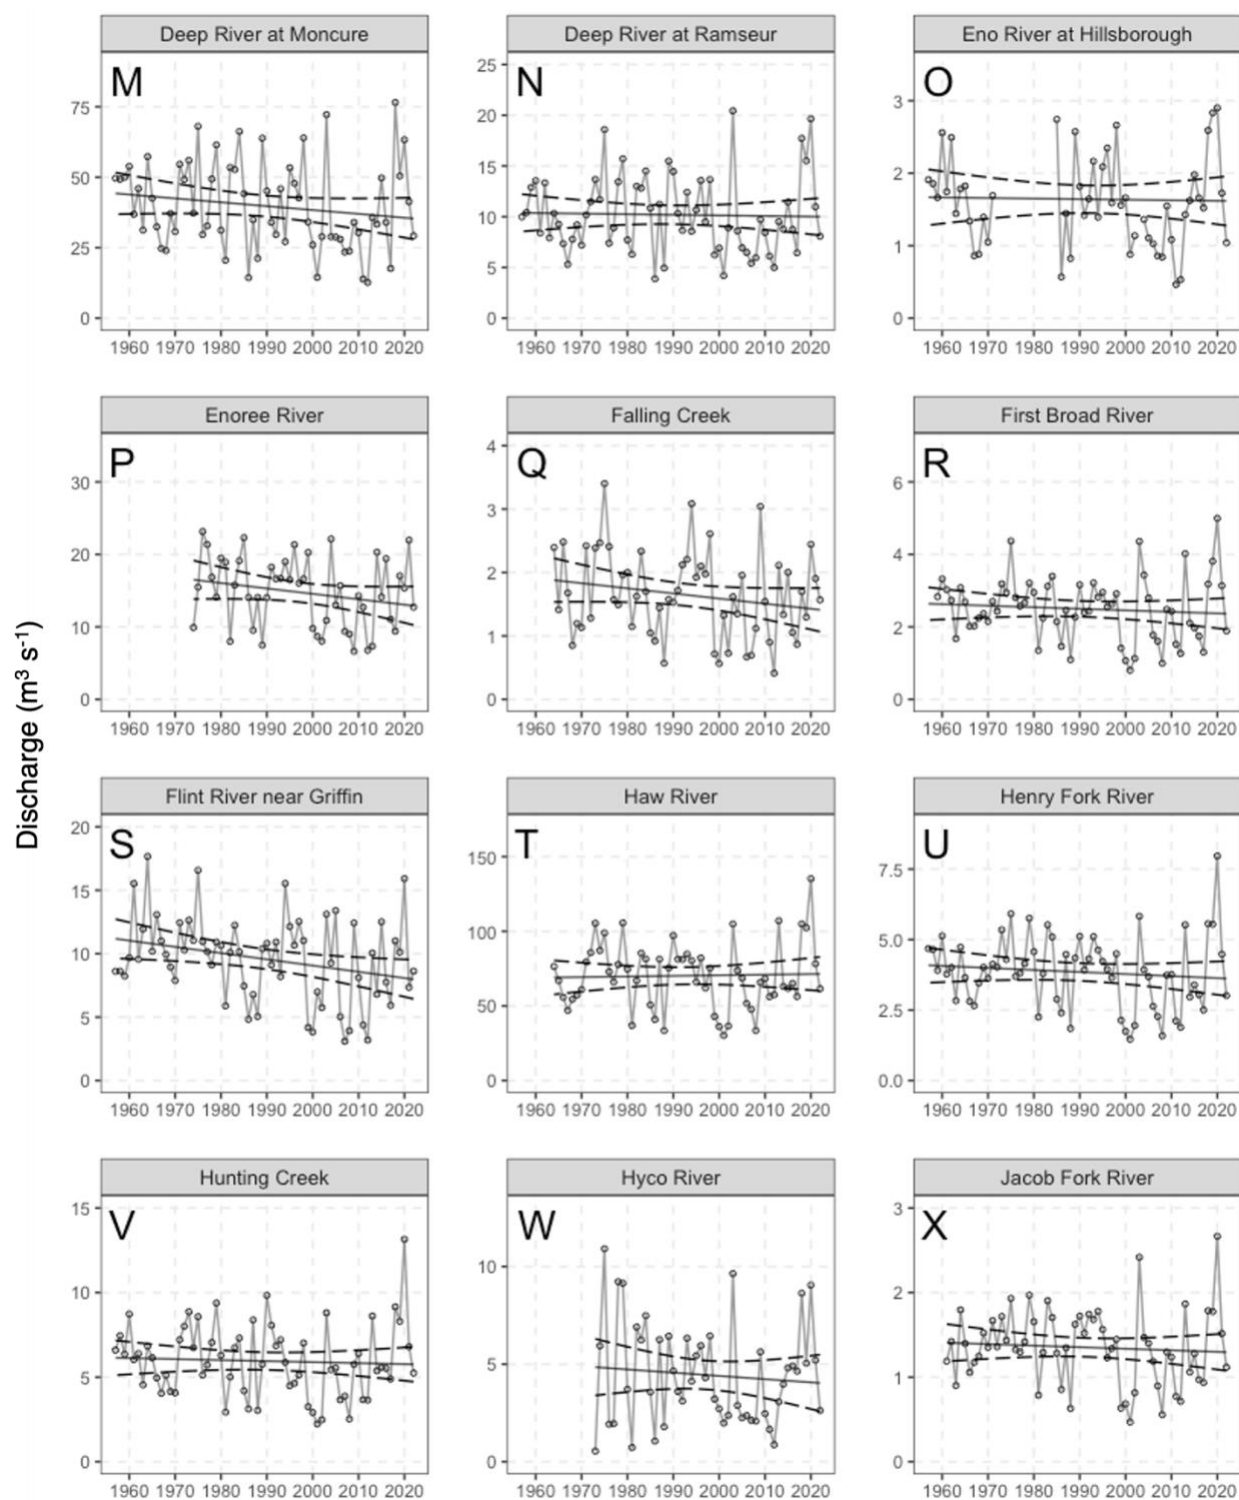 Deep River at Moncure Deep River at Ramseur Eno River at Hillsborough
M N O
25
75 20 3
50 15 2
10
25 5 1
0 0 0
1960 1970 1980 1990 2000 2010 2020 1960 1970 1980 1990 2000 2010 2020 1960 1970 1980 1990 2000 2010 2020
Enoree River Falling Creek First Broad River
P Q R
30 4 6
3
20 4
2
10 1 2
0 0 0
1960 1970 1980 1990 2000 2010 2020 1960 1970 1980 1990 2000 2010 2020 1960 1970 1980 1990 2000 2010 2020
Discharge (m³ s⁻¹)
Flint River near Griffin Haw River Henry Fork River
S T U
20 150 7.5
15
10 100 5.0
5 50 2.5
0 0 0.0
1960 1970 1980 1990 2000 2010 2020 1960 1970 1980 1990 2000 2010 2020 1960 1970 1980 1990 2000 2010 2020
Hunting Creek Hyco River Jacob Fork River
V W X
15 3
10 10 2
5 5 1
0 0 0
1960 1970 1980 1990 2000 2010 2020 1960 1970 1980 1990 2000 2010 2020 1960 1970 1980 1990 2000 2010 2020